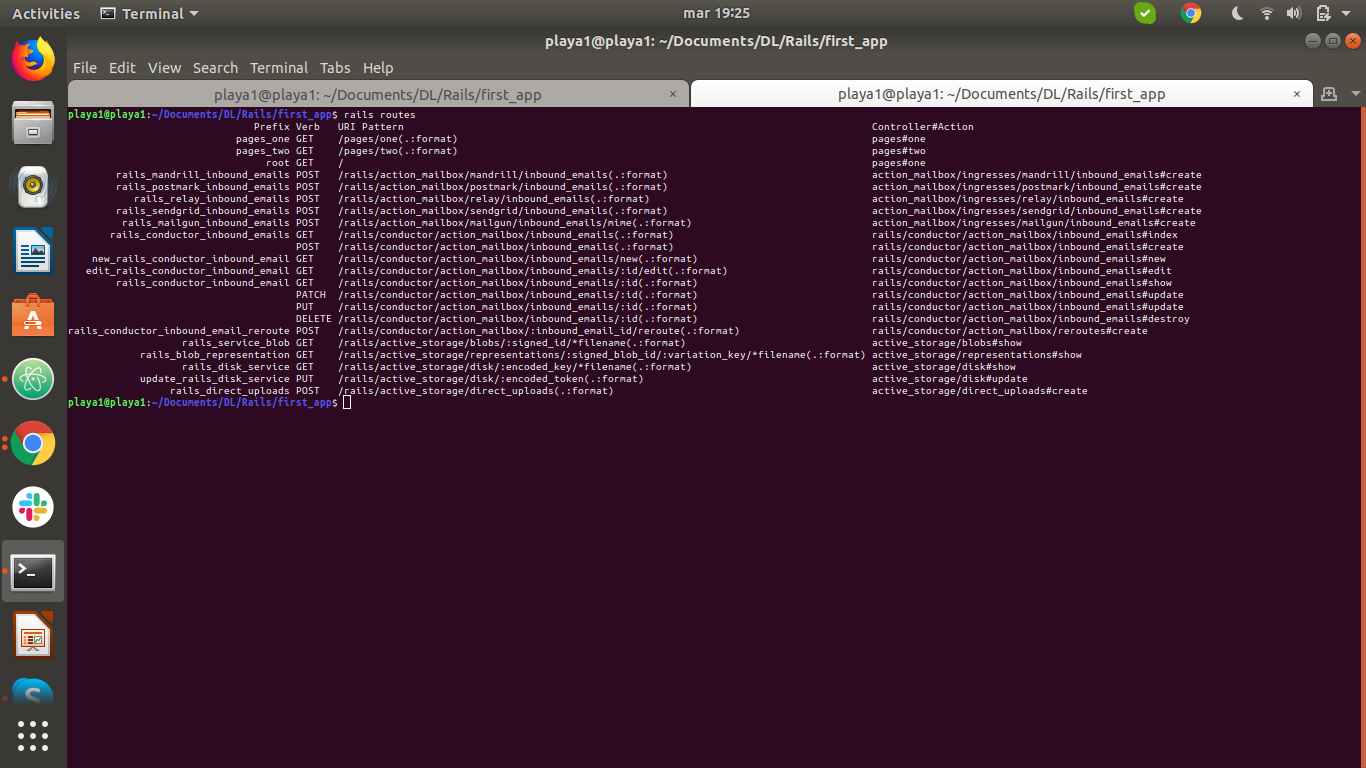 Activities Terminal mar 19:25
playa1@playa1: ~/Documents/DL/Rails/first_app
File Edit View Search Terminal Tabs Help
playa1@playa1: ~/Documents/DL/Rails/first_app × playa1@playa1: ~/Documents/DL/Rails/first_app ×
playa1@playa1:~/Documents/DL/Rails/first_app$ rails routes
Prefix Verb URI Pattern Controller#Action
pages_one GET /pages/one(.:format) pages#one
pages_two GET /pages/two(.:format) pages#two
root GET / pages#one
rails_mandrill_inbound_emails POST /rails/action_mailbox/mandrill/inbound_emails(.:format) action_mailbox/ingresses/mandrill/inbound_emails#create
rails_postmark_inbound_emails POST /rails/action_mailbox/postmark/inbound_emails(.:format) action_mailbox/ingresses/postmark/inbound_emails#create
rails_relay_inbound_emails POST /rails/action_mailbox/relay/inbound_emails(.:format) action_mailbox/ingresses/relay/inbound_emails#create
rails_sendgrid_inbound_emails POST /rails/action_mailbox/sendgrid/inbound_emails(.:format) action_mailbox/ingresses/sendgrid/inbound_emails#create
rails_mailgun_inbound_emails POST /rails/action_mailbox/mailgun/inbound_emails/mime(.:format) action_mailbox/ingresses/mailgun/inbound_emails#create
rails_conductor_inbound_emails GET /rails/conductor/action_mailbox/inbound_emails(.:format) rails/conductor/action_mailbox/inbound_emails#index
POST /rails/conductor/action_mailbox/inbound_emails(.:format) rails/conductor/action_mailbox/inbound_emails#create
new_rails_conductor_inbound_email GET /rails/conductor/action_mailbox/inbound_emails/new(.:format) rails/conductor/action_mailbox/inbound_emails#new
edit_rails_conductor_inbound_email GET /rails/conductor/action_mailbox/inbound_emails/:id/edit(.:format) rails/conductor/action_mailbox/inbound_emails#edit
rails_conductor_inbound_email GET /rails/conductor/action_mailbox/inbound_emails/:id(.:format) rails/conductor/action_mailbox/inbound_emails#show
PATCH /rails/conductor/action_mailbox/inbound_emails/:id(.:format) rails/conductor/action_mailbox/inbound_emails#update
PUT /rails/conductor/action_mailbox/inbound_emails/:id(.:format) rails/conductor/action_mailbox/inbound_emails#update
DELETE /rails/conductor/action_mailbox/inbound_emails/:id(.:format) rails/conductor/action_mailbox/inbound_emails#destroy
rails_conductor_inbound_email_reroute POST /rails/conductor/action_mailbox/:inbound_email_id/reroute(.:format) rails/conductor/action_mailbox/reroutes#create
rails_service_blob GET /rails/active_storage/blobs/:signed_id/*filename(.:format) active_storage/blobs#show
rails_blob_representation GET /rails/active_storage/representations/:signed_blob_id/:variation_key/*filename(.:format) active_storage/representations#show
rails_disk_service GET /rails/active_storage/disk/:encoded_key/*filename(.:format) active_storage/disk#show
update_rails_disk_service PUT /rails/active_storage/disk/:encoded_token(.:format) active_storage/disk#update
rails_direct_uploads POST /rails/active_storage/direct_uploads(.:format) active_storage/direct_uploads#create
playa1@playa1:~/Documents/DL/Rails/first_app$